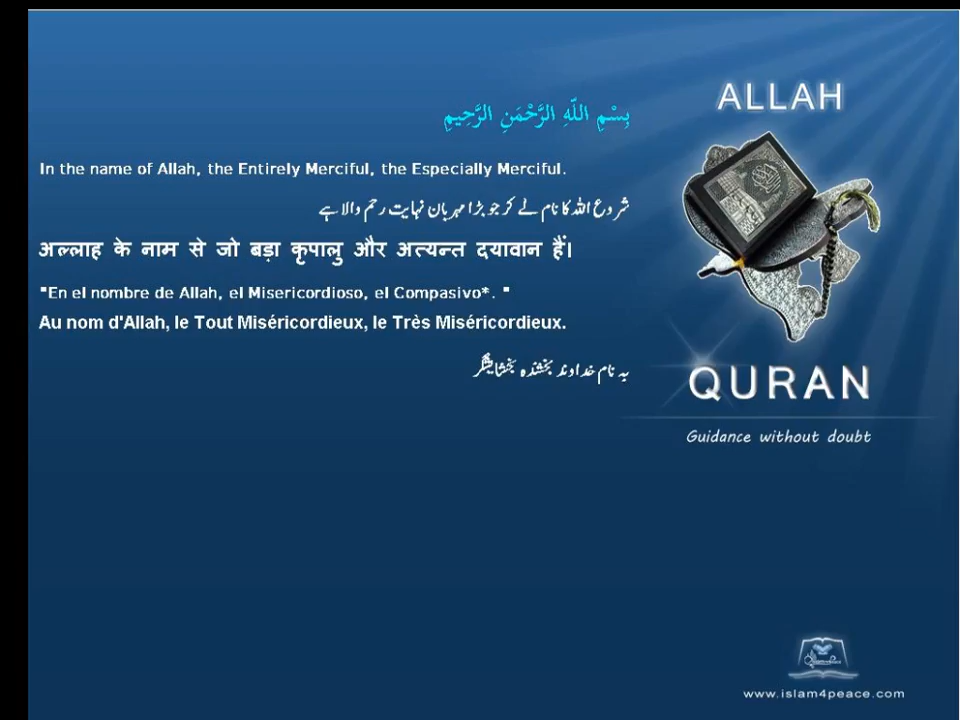 بِسْمِ اللَّهِ الرَّحْمَنِ الرَّحِيمِ
In the name of Allah, the Entirely Merciful, the Especially Merciful.
شروع الله کا نام لے کر جو بڑا مہربان نہایت رحم والا ہے
अल्लाह के नाम से जो बड़ा कृपालु और अत्यन्त दयावान हैं।
"En el nombre de Allah, el Misericordioso, el Compasivo*. "
Au nom d'Allah, le Tout Miséricordieux, le Très Miséricordieux.
به نام خداوند بخشنده بخشایشگر
ALLAH
QURAN
Guidance without doubt
www.islam4peace.com